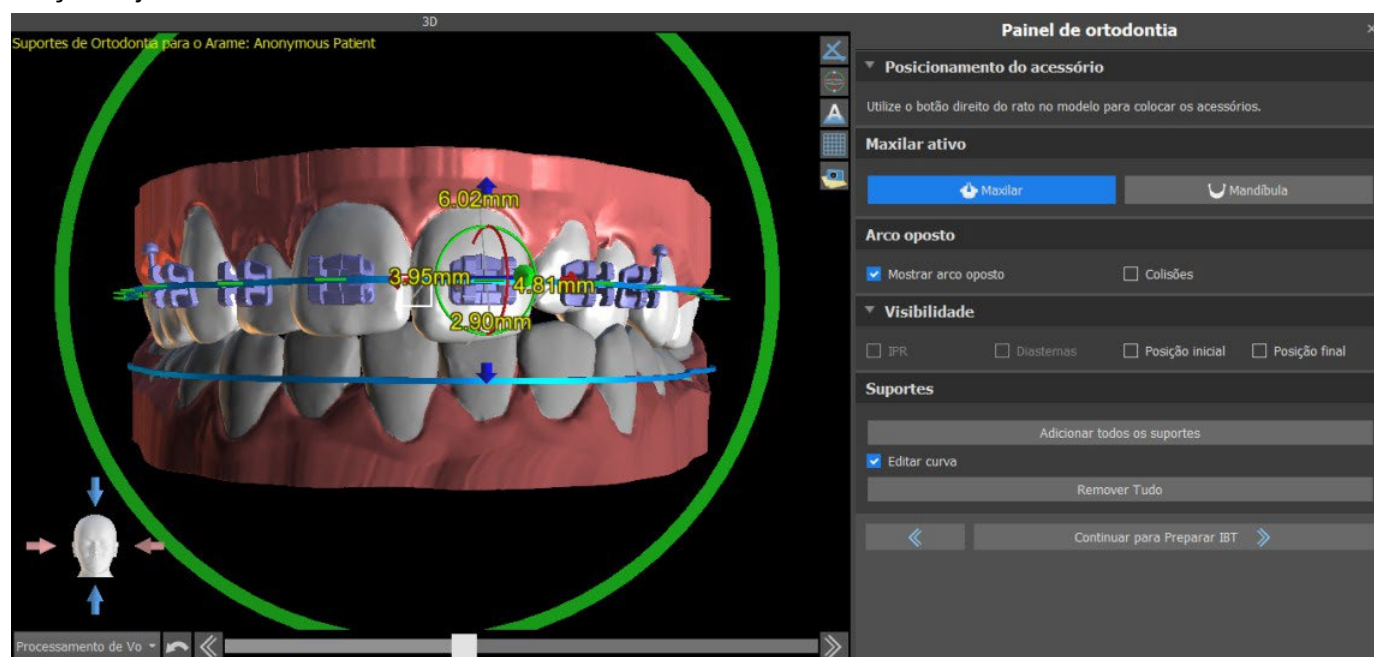 3D
Suportes de Ortodontia para o Arame: Anonymous Patient
6.02mm
3.95mm
4.81mm
2.90mm
Processamento de Vo
Painel de ortodontia
Posicionamento do acessório
Utilize o botão direito do rato no modelo para colocar os acessórios.
Maxilar ativo
Maxilar
Mandíbula
Arco oposto
Mostrar arco oposto
Colisões
Visibilidade
IPR
Diastemas
Posição inicial
Posição final
Suportes
Adicionar todos os suportes
Editar curva
Remover Tudo
Continuar para Preparar IBT